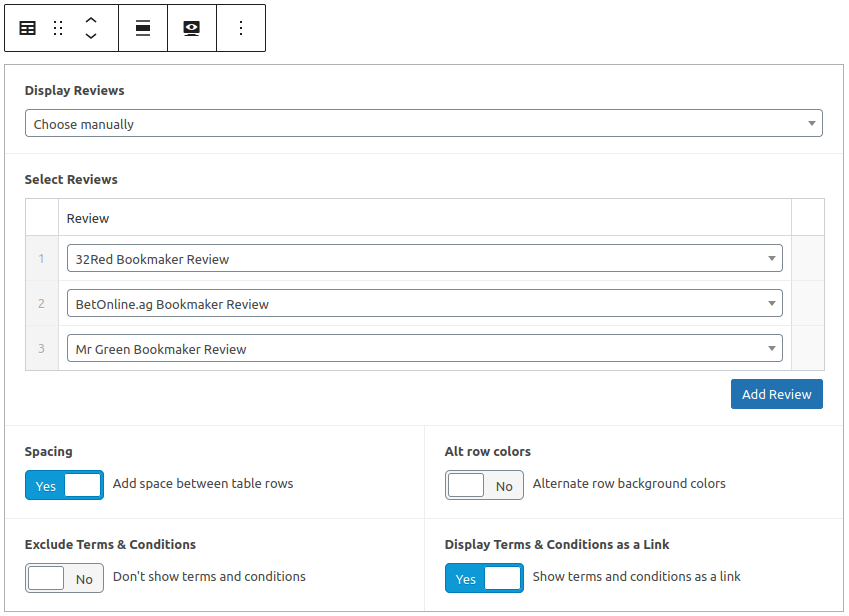 Display Reviews
Choose manually
Select Reviews
Review
1 32Red Bookmaker Review
2 BetOnline.ag Bookmaker Review
3 Mr Green Bookmaker Review
Add Review
Spacing
Yes Add space between table rows
Alt row colors
No Alternate row background colors
Exclude Terms & Conditions
No Don't show terms and conditions
Display Terms & Conditions as a Link
Yes Show terms and conditions as a link